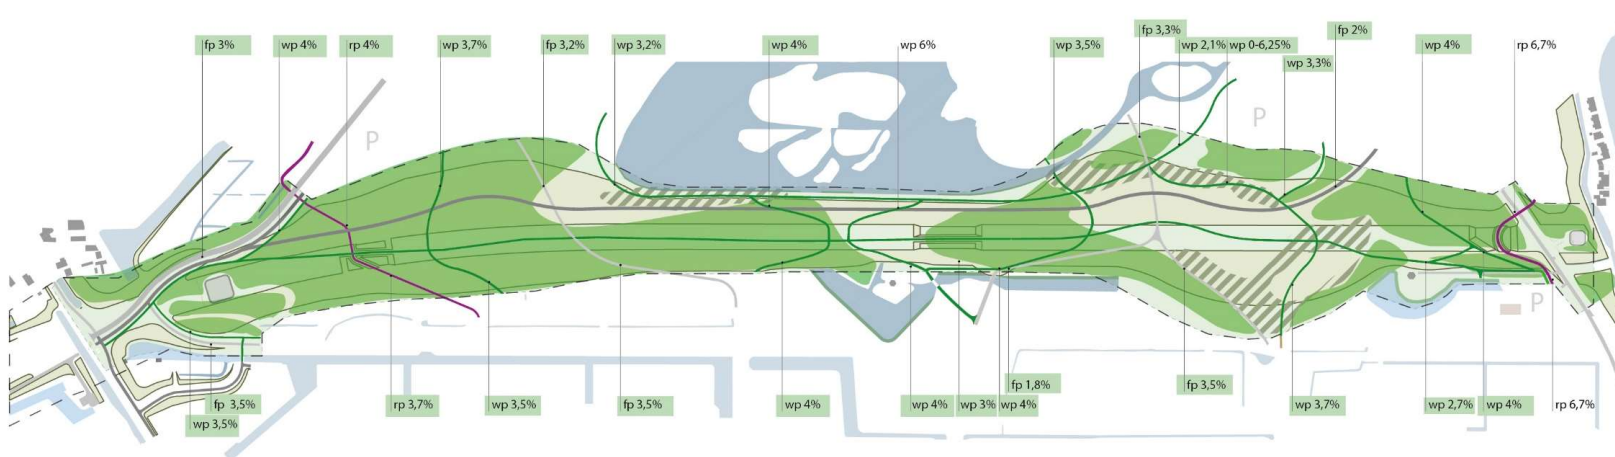 fp 3%
wp 4%
rp 4%
wp 3,7%
fp 3,2%
wp 3,2%
wp 4%
wp 6%
wp 3,5%
fp 3,3%
wp 2,1%
wp 0-6,25%
wp 3,3%
fp 2%
wp 4%
rp 6,7%
P
P
P
fp 3,5%
wp 3,5%
rp 3,7%
wp 3,5%
fp 3,5%
wp 4%
wp 4%
wp 3%
wp 4%
fp 1,8%
fp 3,5%
wp 3,7%
wp 2,7%
wp 4%
rp 6,7%